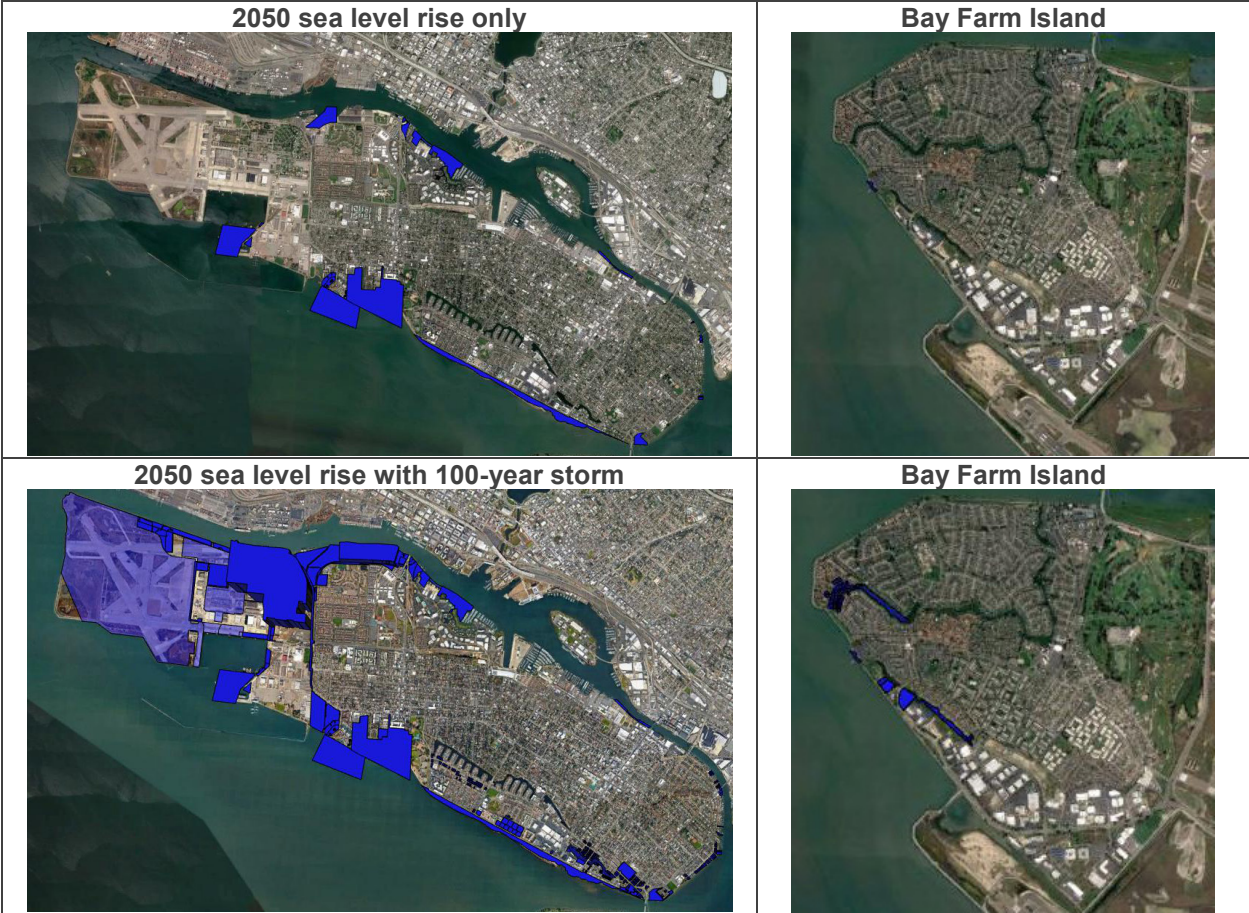 2050 sea level rise only
Bay Farm Island
2050 sea level rise with 100-year storm
Bay Farm Island